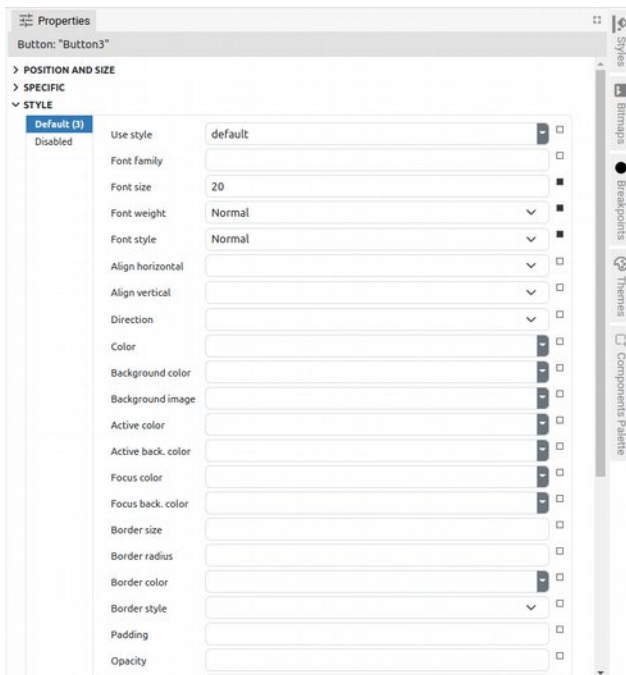 Properties
Button: "Button3"
POSITION AND SIZE
SPECIFIC
STYLE
Default (3)
Disabled
Use style default
Font family
Font size 20
Font weight Normal
Font style Normal
Align horizontal
Align vertical
Direction
Color
Background color
Background image
Active color
Active back. color
Focus color
Focus back. color
Border size
Border radius
Border color
Border style
Padding
Opacity
Styles
Bitmaps
Breakpoints
Themes
Components Palette